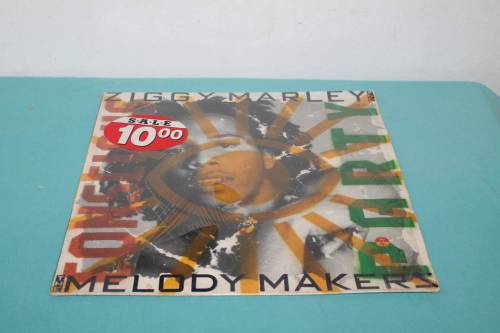 ZIGGY MARLEY
SALE
10.00
CONSCIOUS
PARTY
MELODY MAKERS